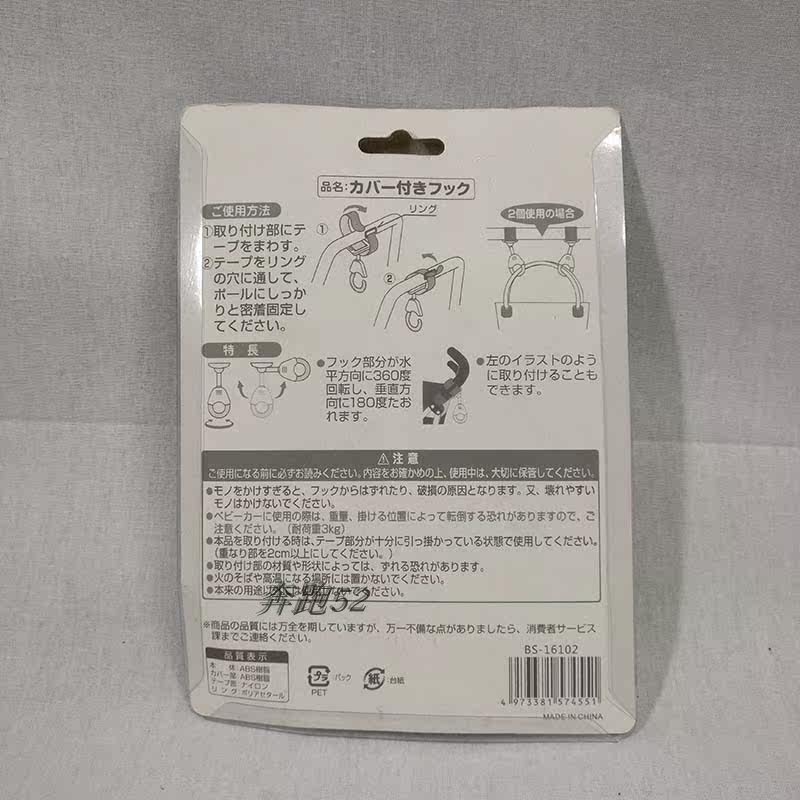 品名：カバー付きフック
ご使用方法
①取り付け部にテ
ープをまわす。
②テープをリング
の穴に通して、
ポールにしっか
りと密着固定し
てください。
①
リング
②
2個使用の場合
特長
●フック部分が水
平方向に360度
回転し、垂直方
向に180度たお
れます。
●左のイラストのよう
に取り付けることも
できます。
⚠注意
ご使用になる前に必ずお読みください。内容をお確かめの上、使用中は、大切に保管してください。
●モノをかけすぎると、フックからはずれたり、破損の原因となります。又、壊れやすい
モノはかけないでください。
●ベビーカーに使用の際は、重量、掛ける位置によって転倒する恐れがありますので、ご
注意ください。（耐荷重3kg）
●本品を取り付ける時は、テープ部分が十分に引っ掛かっている状態で使用してください。
（重なり部を2cm以上にしてください。）
●取り付け部の材質や形状によっては、ずれる恐れがあります。
●火のそばや高温になる場所には置かないでください。
●本来の用途以でください。
奔跑52
※商品の品質には万全を期していますが、万一不備な点がありましたら、消費者サービス
課までご連絡ください。
品質表示
本体：ABS樹脂
カバー部：ABS樹脂
テープ部：ナイロン
リング：ポリアセタール
プラ
パック
PET
紙
：台紙
BS-16102
4 973381 574551
MADE IN CHINA